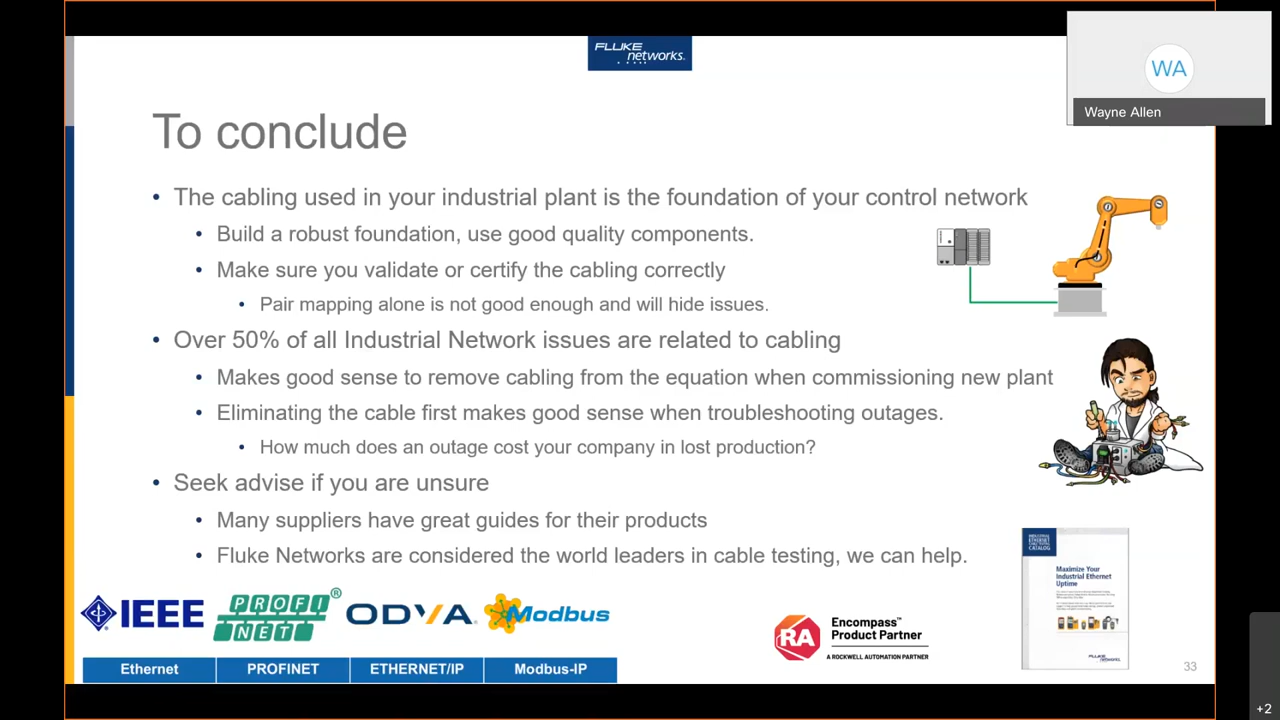 FLUKE
networks.
WA
Wayne Allen
To conclude
• The cabling used in your industrial plant is the foundation of your control network
• Build a robust foundation, use good quality components.
• Make sure you validate or certify the cabling correctly
• Pair mapping alone is not good enough and will hide issues.
• Over 50% of all Industrial Network issues are related to cabling
• Makes good sense to remove cabling from the equation when commissioning new plant
• Eliminating the cable first makes good sense when troubleshooting outages.
• How much does an outage cost your company in lost production?
• Seek advise if you are unsure
• Many suppliers have great guides for their products
• Fluke Networks are considered the world leaders in cable testing, we can help.
INDUSTRIAL
ETHERNET
CABLE TESTING
CATALOG
Maximize Your
Industrial Ethernet
Uptime
FLUKE networks.
IEEE
PROFI
NET®
ODVA.
Modbus
RA
Encompass™
Product Partner
A ROCKWELL AUTOMATION PARTNER
Ethernet
PROFINET
ETHERNET/IP
Modbus-IP
33
+2